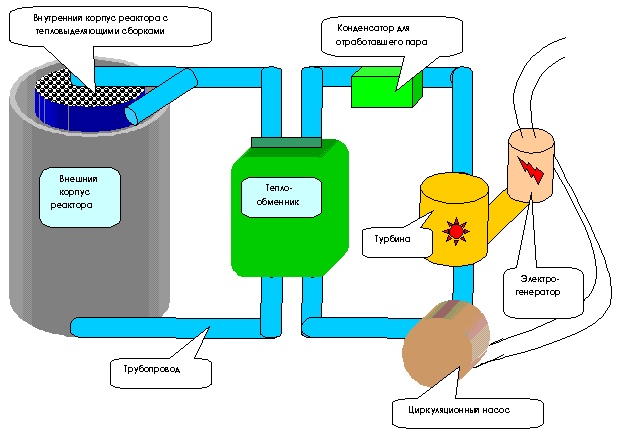 Внутренний корпус реактора с
тепловыделяющими сборками
Конденсатор для
отработавшего пара
Внешний
корпус
реактора
Тепло-
обменник
Турбина
Электро-
генератор
Трубопровод
Циркуляционный насос